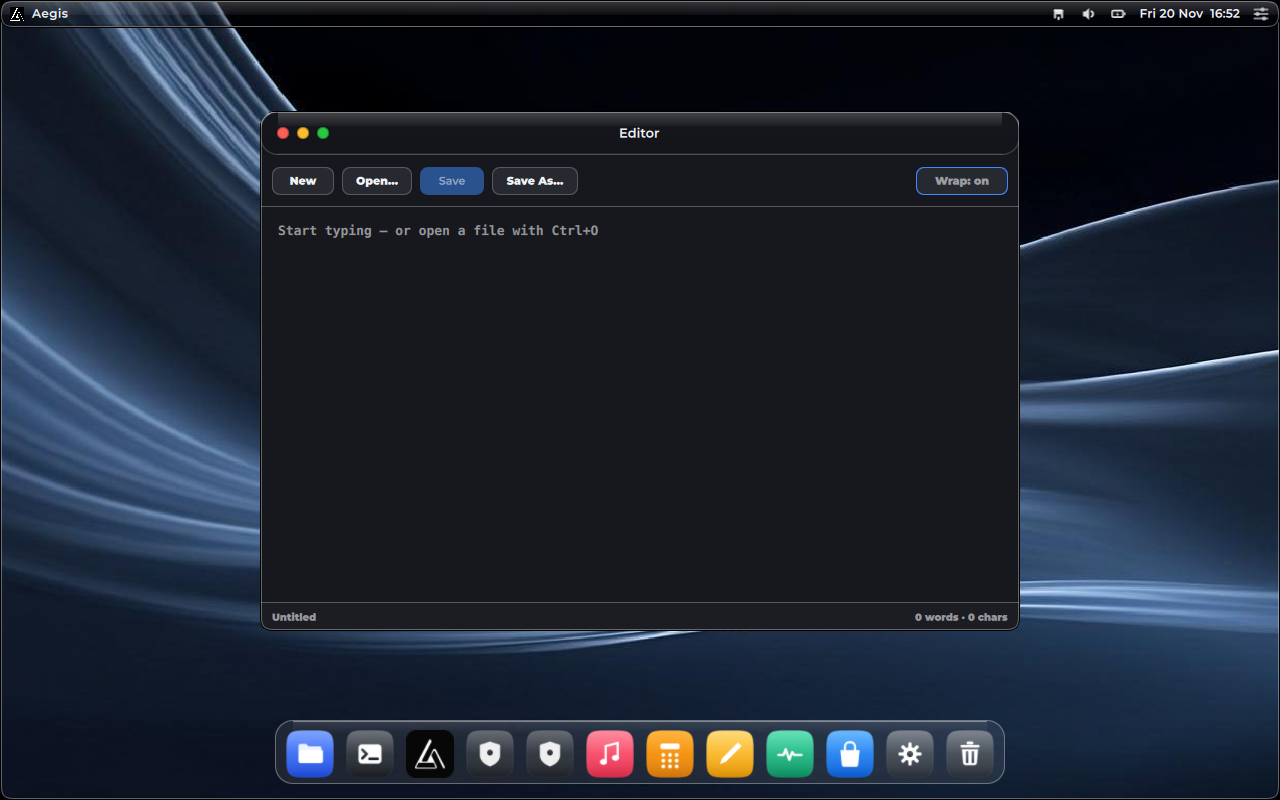 Aegis
Fri 20 Nov 16:52
Editor
New
Open...
Save
Save As...
Wrap: on
Start typing — or open a file with Ctrl+O
Untitled
0 words • 0 chars